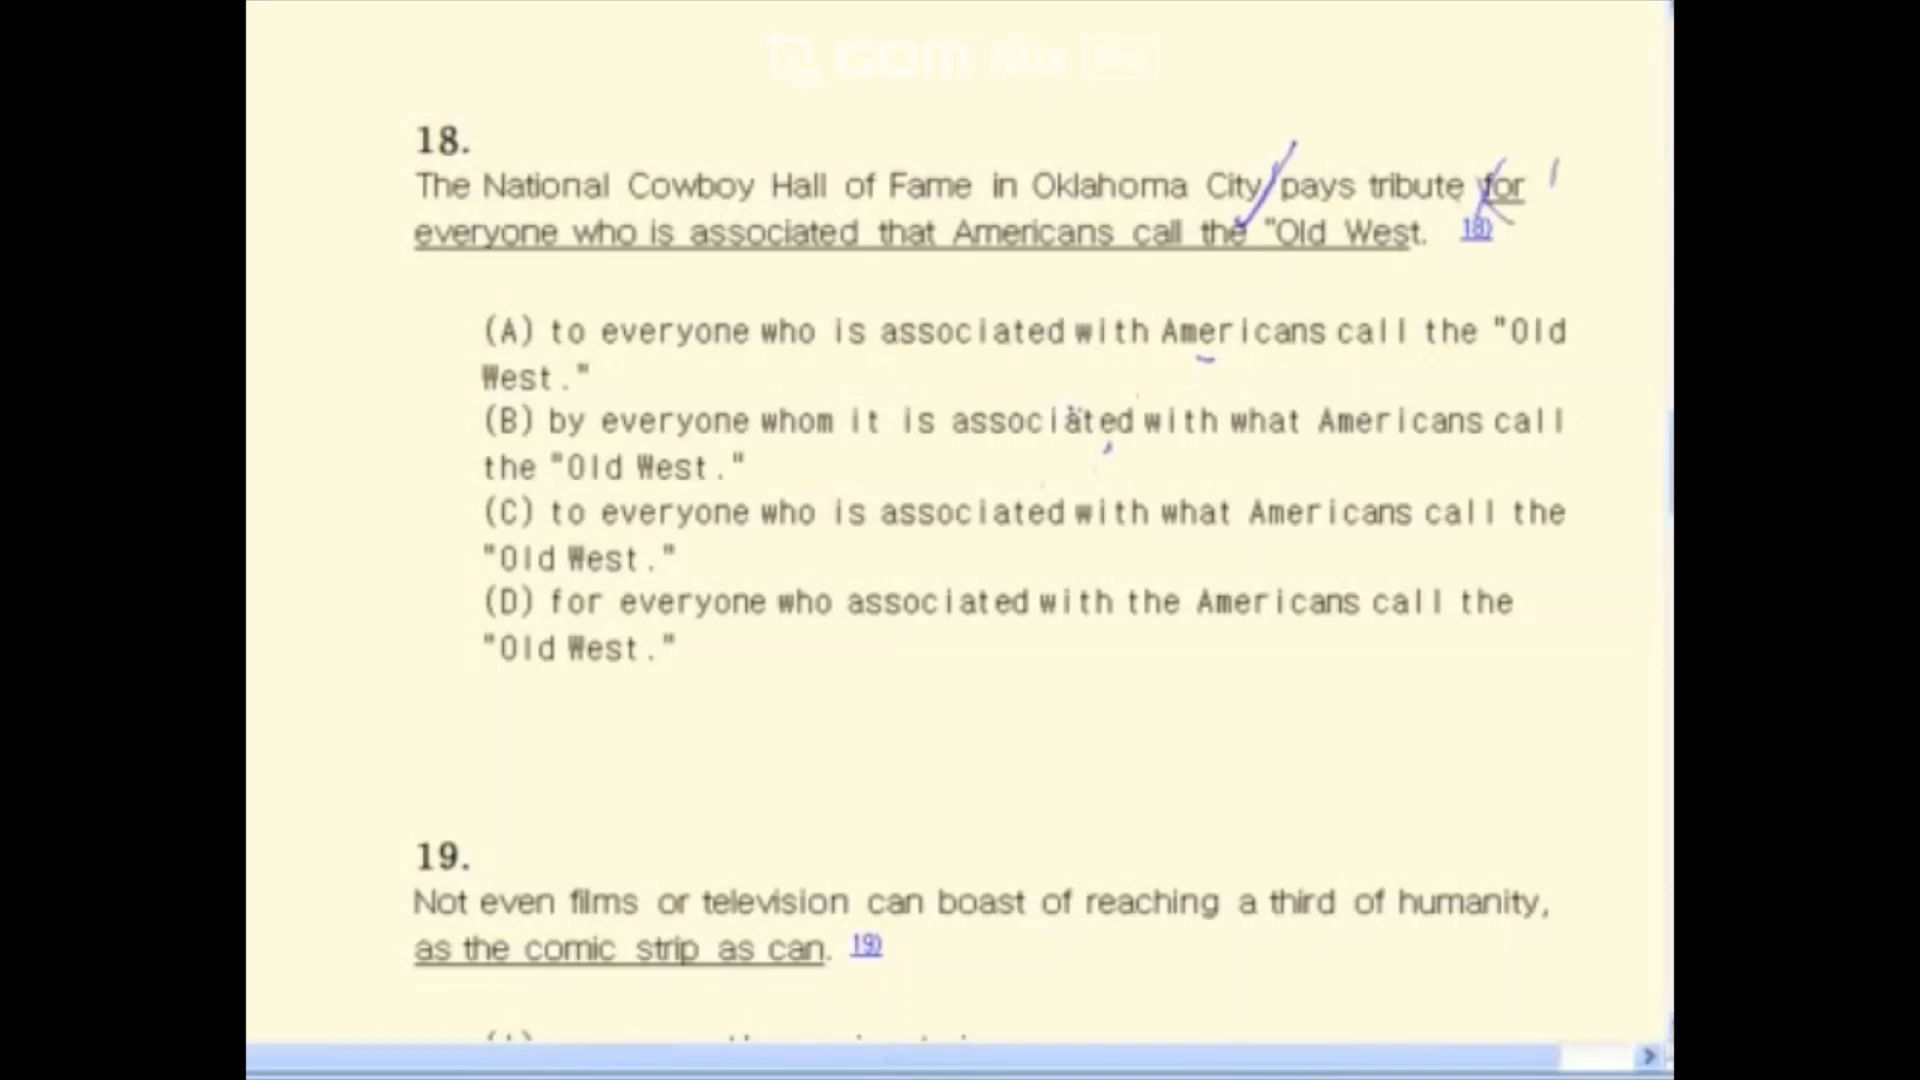 GOM Mix Pro
18.
The National Cowboy Hall of Fame in Oklahoma City pays tribute for
everyone who is associated that Americans call the "Old West. 18)
(A) to everyone who is associated with Americans call the "Old
West."
(B) by everyone whom it is associated with what Americans call
the "Old West."
(C) to everyone who is associated with what Americans call the
"Old West."
(D) for everyone who associated with the Americans call the
"Old West."
19.
Not even films or television can boast of reaching a third of humanity,
as the comic strip as can. 19)